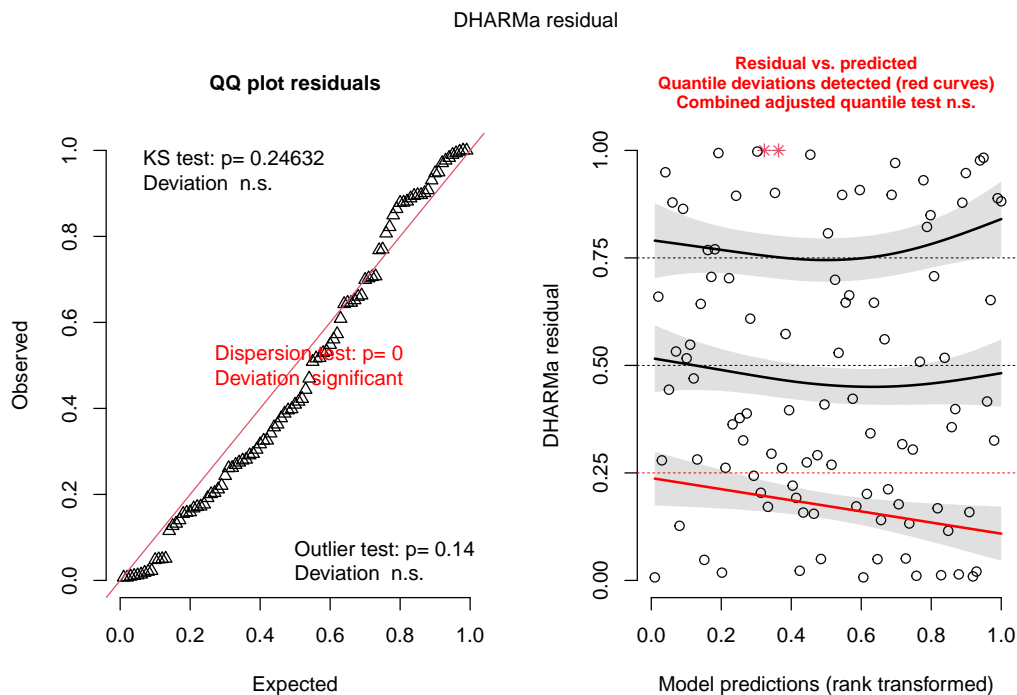 DHARMa residual
QQ plot residuals
KS test: p= 0.24632
Deviation  n.s.
Dispersion test: p= 0
Deviation  significant
Outlier test: p= 0.14
Deviation  n.s.
Observed
0.0
0.2
0.4
0.6
0.8
1.0
0.0
0.2
0.4
0.6
0.8
1.0
Expected
Residual vs. predicted
Quantile deviations detected (red curves)
Combined adjusted quantile test n.s.
DHARMa residual
0.00
0.25
0.50
0.75
1.00
0.0
0.2
0.4
0.6
0.8
1.0
Model predictions (rank transformed)